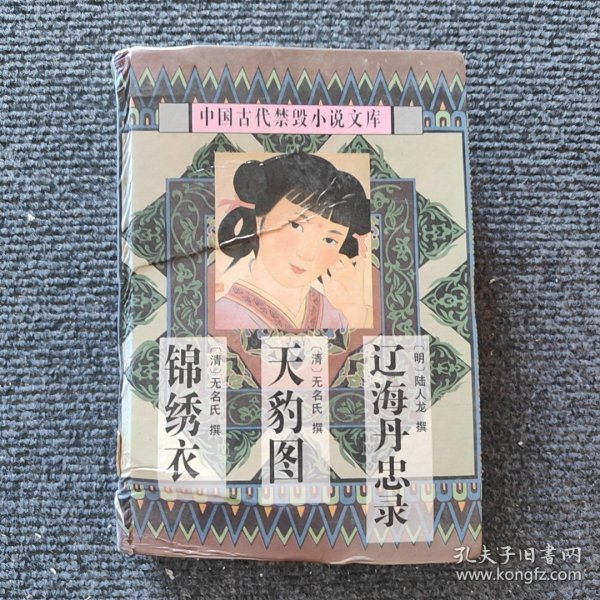 中国古代禁毁小说文库
〔明〕陆人龙 撰
辽海丹忠录
〔清〕无名氏 撰
天豹图
〔清〕无名氏 撰
锦绣衣
孔夫子旧书网
www.kongfz.com